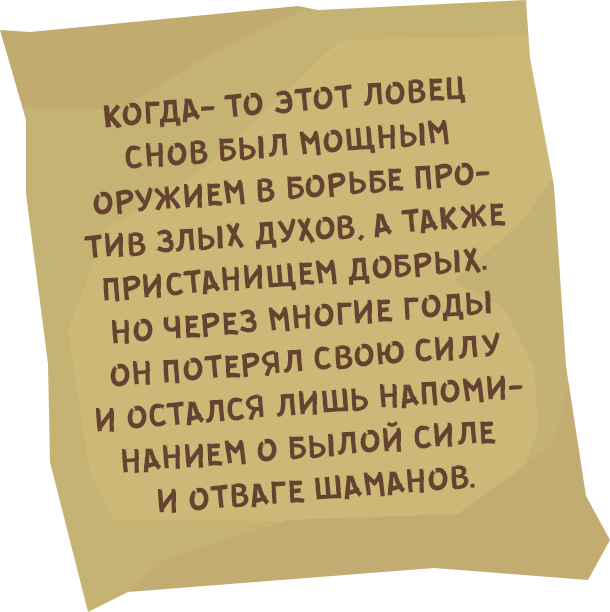 КОГДА- ТО ЭТОТ ЛОВЕЦ
СНОВ БЫЛ МОЩНЫМ
ОРУЖИЕМ В БОРЬБЕ ПРО-
ТИВ ЗЛЫХ ДУХОВ, А ТАКЖЕ
ПРИСТАНИЩЕМ ДОБРЫХ.
НО ЧЕРЕЗ МНОГИЕ ГОДЫ
ОН ПОТЕРЯЛ СВОЮ СИЛУ
И ОСТАЛСЯ ЛИШЬ НАПОМИ-
НАНИЕМ О БЫЛОЙ СИЛЕ
И ОТВАГЕ ШАМАНОВ.